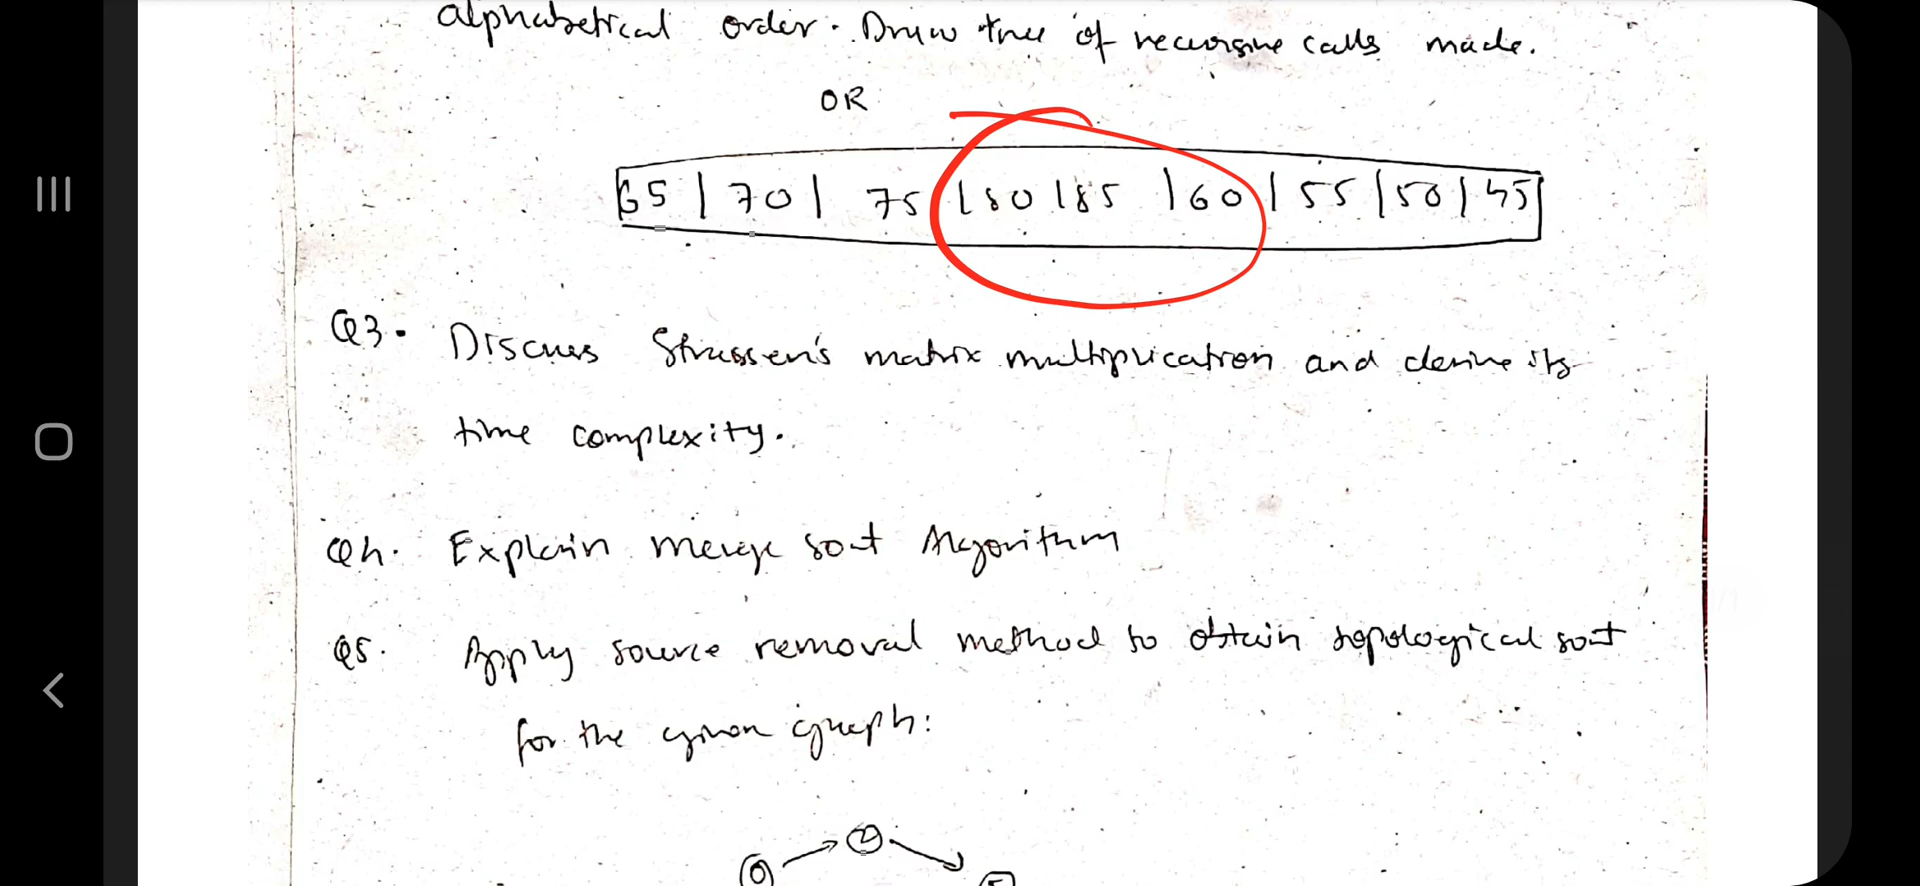 alphabetical order. Draw tree of recursive calls made.
OR
65 | 70 | 75 | 80 | 85 | 60 | 55 | 50 | 45
Q3. Discuss Strassen's matrix multiplication and derive its
time complexity.
Q4. Explain merge sort Algorithm
Q5. Apply source removal method to obtain topological sort
for the given graph:
2
0